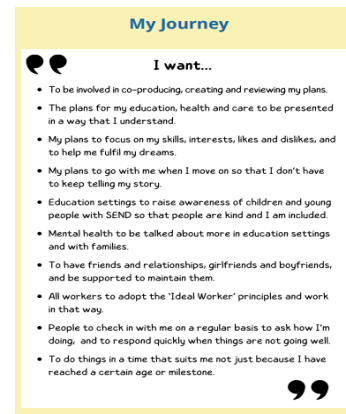 My Journey
I want...
• To be involved in co-producing, creating and reviewing my plans.
• The plans for my education, health and care to be presented
in a way that I understand.
• My plans to focus on my skills, interests, likes and dislikes, and
to help me fulfil my dreams.
• My plans to go with me when I move on so that I don't have
to keep telling my story.
• Education settings to raise awareness of children and young
people with SEND so that people are kind and I am included.
• Mental health to be talked about more in education settings
and with families.
• To have friends and relationships, girlfriends and boyfriends,
and be supported to maintain them.
• All workers to adopt the 'Ideal Worker' principles and work
in that way.
• People to check in with me on a regular basis to ask how I'm
doing, and to respond quickly when things are not going well.
• To do things in a time that suits me not just because I have
reached a certain age or milestone.